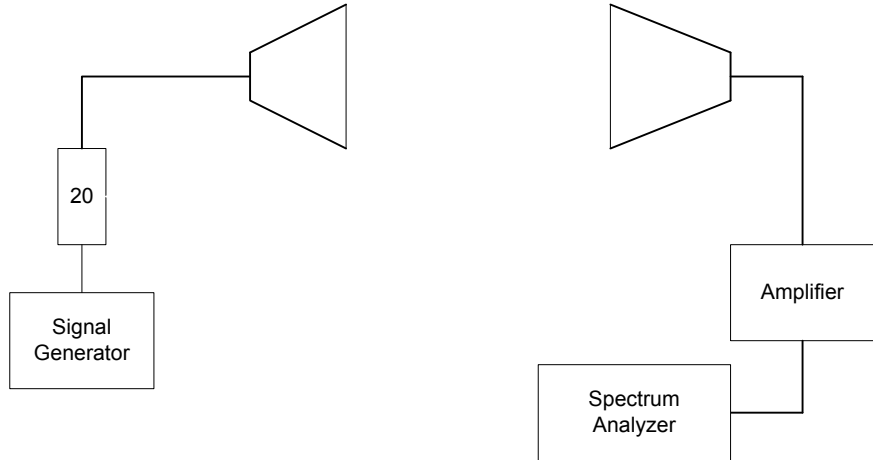 20
Signal
Generator
Amplifier
Spectrum
Analyzer